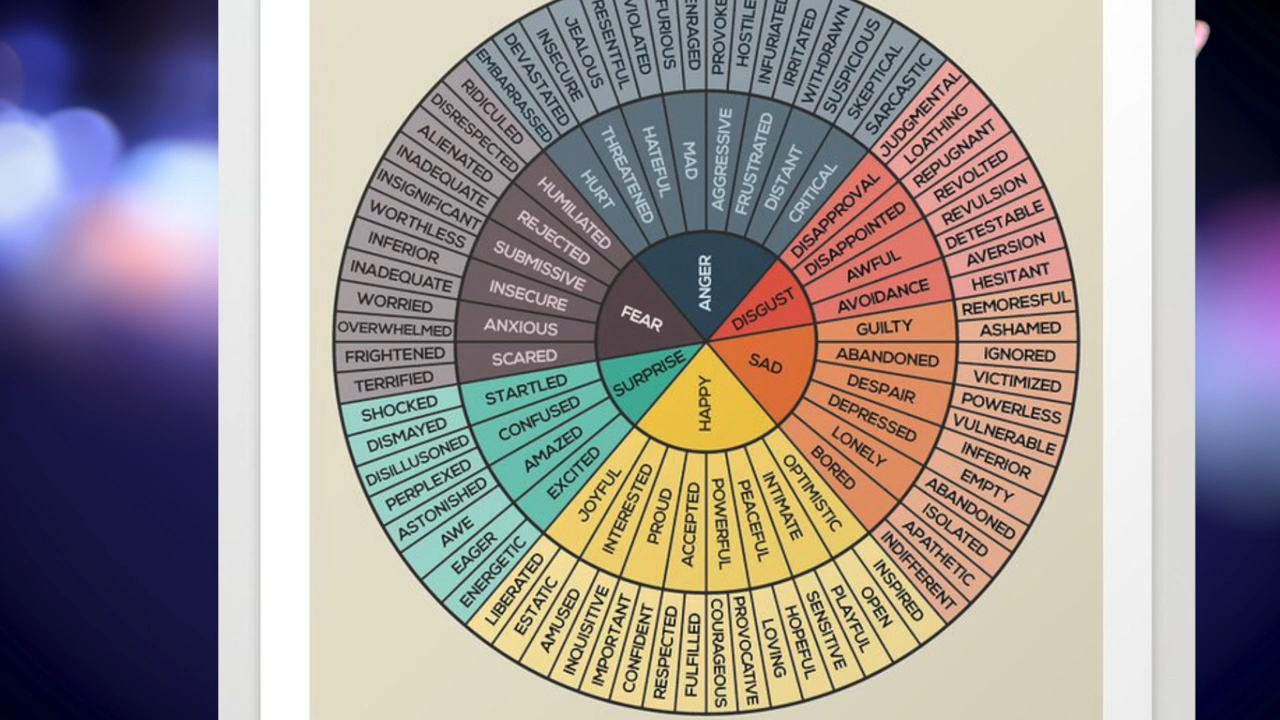 ANGER
DISGUST
SAD
HAPPY
SURPRISE
FEAR
HURT
THREATENED
HATEFUL
MAD
AGGRESSIVE
FRUSTRATED
DISTANT
CRITICAL
DISAPPROVAL
DISAPPOINTED
AWFUL
AVOIDANCE
GUILTY
ABANDONED
DESPAIR
DEPRESSED
LONELY
BORED
OPTIMISTIC
INTIMATE
PEACEFUL
POWERFUL
ACCEPTED
PROUD
INTERESTED
JOYFUL
EXCITED
AMAZED
CONFUSED
STARTLED
SCARED
ANXIOUS
INSECURE
SUBMISSIVE
REJECTED
HUMILIATED
EMBARRASSED
DEVASTATED
INSECURE
JEALOUS
RESENTFUL
VIOLATED
FURIOUS
ENRAGED
PROVOKE
HOSTILE
INFURIATED
IRRITATED
WITHDRAWN
SUSPICIOUS
SKEPTICAL
SARCASTIC
JUDGMENTAL
LOATHING
REPUGNANT
REVOLTED
REVULSION
DETESTABLE
AVERSION
HESITANT
REMORESFUL
ASHAMED
IGNORED
VICTIMIZED
POWERLESS
VULNERABLE
INFERIOR
EMPTY
ABANDONED
ISOLATED
APATHETIC
INDIFFERENT
INSPIRED
OPEN
PLAYFUL
SENSITIVE
HOPEFUL
LOVING
PROVOCATIVE
COURAGEOUS
FULFILLED
RESPECTED
CONFIDENT
IMPORTANT
INQUISITIVE
AMUSED
ESTATIC
LIBERATED
ENERGETIC
EAGER
AWE
ASTONISHED
PERPLEXED
DISILLUSIONED
DISMAYED
SHOCKED
TERRIFIED
FRIGHTENED
OVERWHELMED
WORRIED
INADEQUATE
INFERIOR
WORTHLESS
INSIGNIFICANT
INADEQUATE
ALIENATED
DISRESPECTED
RIDICULED